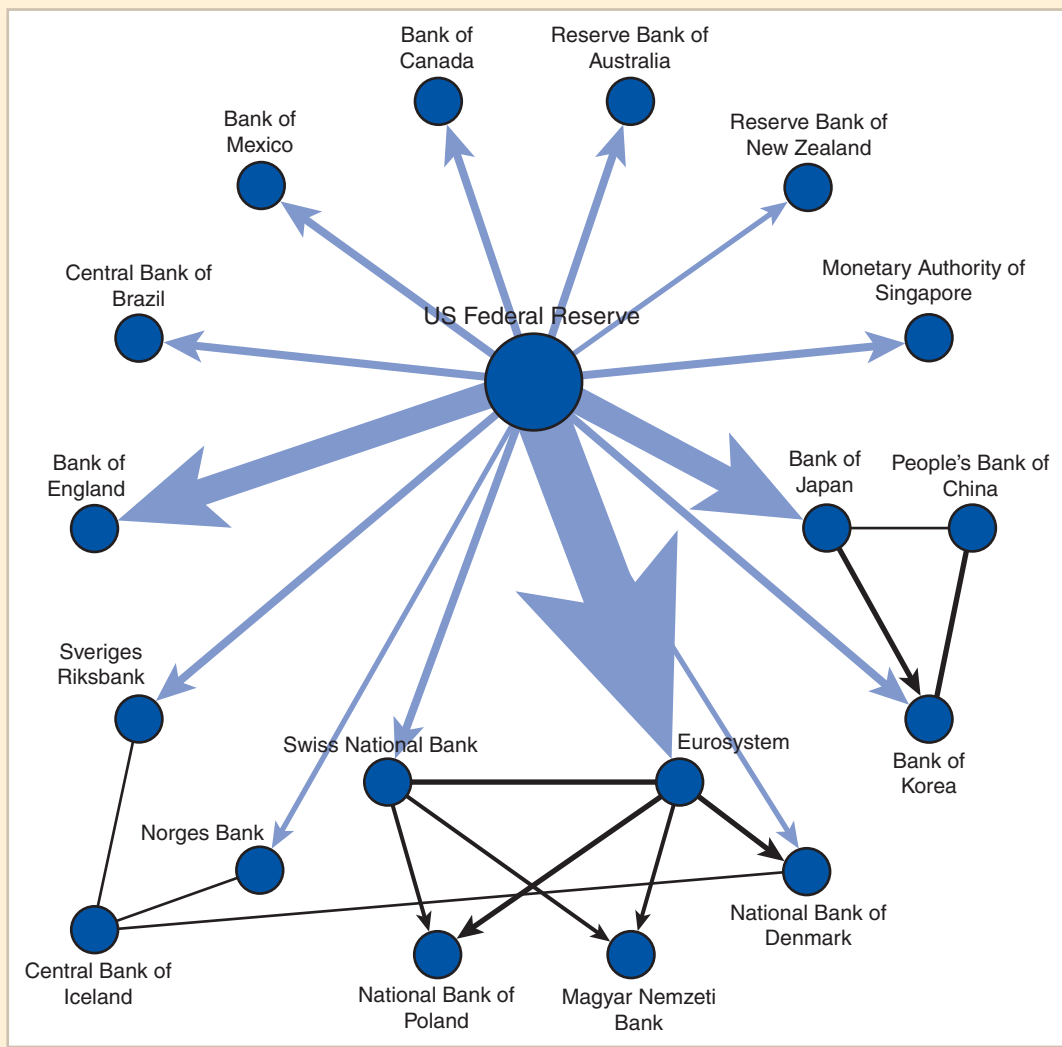 Bank of
Canada
Reserve Bank of
Australia
Bank of
Mexico
Reserve Bank of
New Zealand
Central Bank of
Brazil
Monetary Authority of
Singapore
US Federal Reserve
Bank of
England
Bank of
Japan
People’s Bank of
China
Sveriges
Riksbank
Swiss National Bank
Eurosystem
Bank of
Korea
Norges Bank
National Bank of
Denmark
Central Bank of
Iceland
National Bank of
Poland
Magyar Nemzeti
Bank